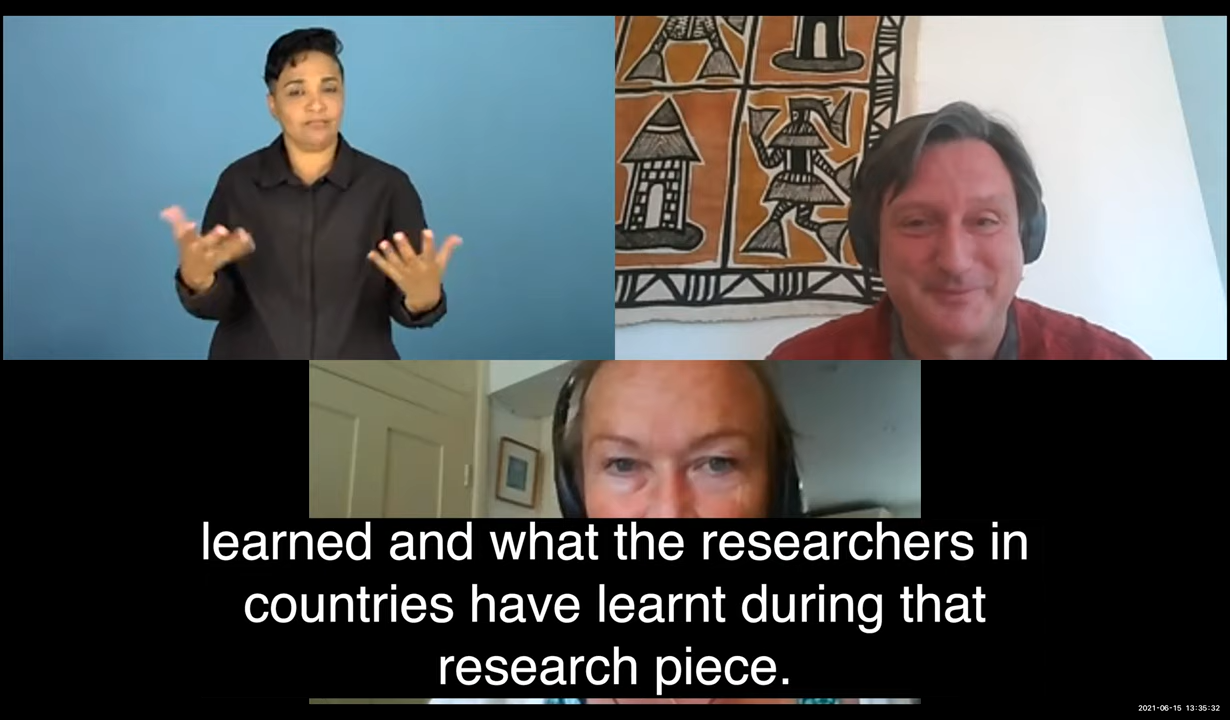 learned and what the researchers in
countries have learnt during that
research piece.
2021-06-15 13:35:32